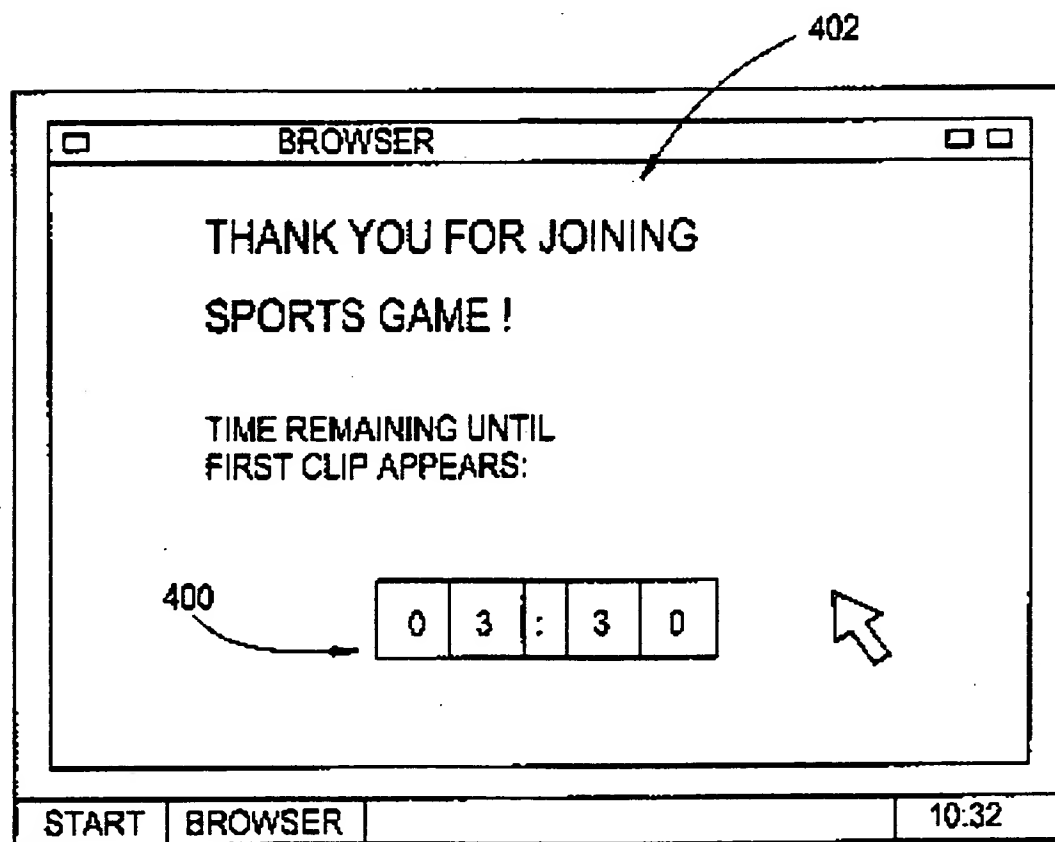 402
BROWSER
THANK YOU FOR JOINING
SPORTS GAME !
TIME REMAINING UNTIL
FIRST CLIP APPEARS:
400
0 3 : 3 0
START BROWSER 10:32